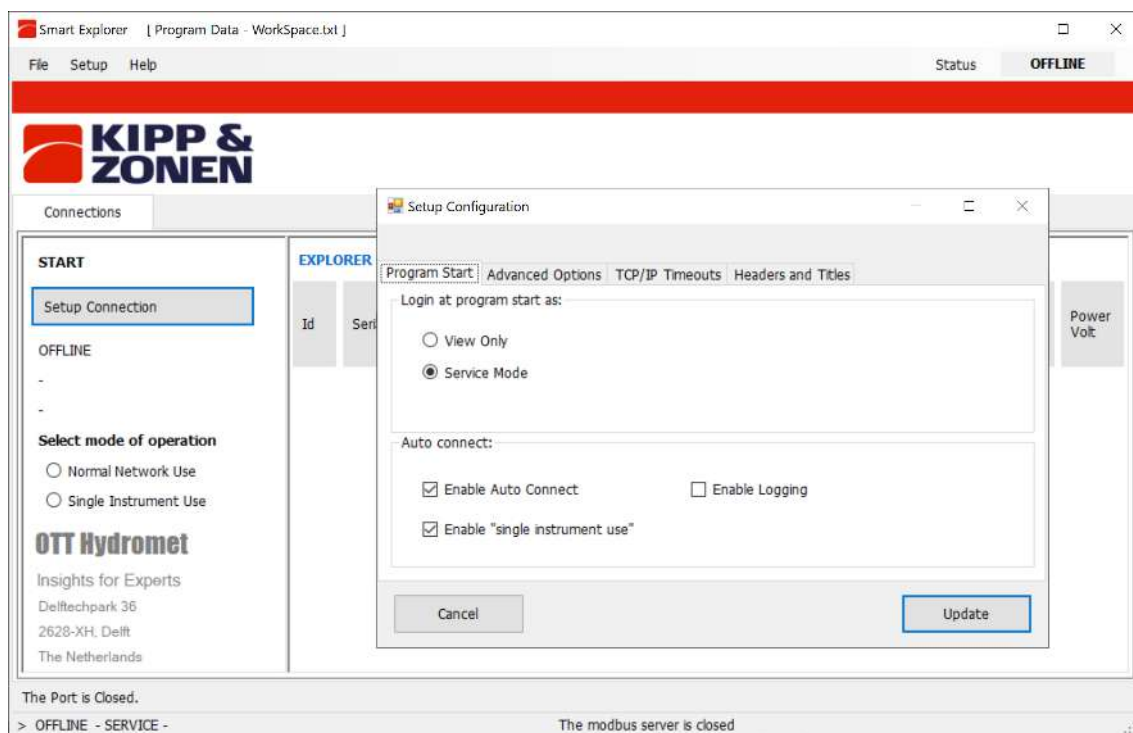 Smart Explorer [ Program Data - WorkSpace.txt ]
File Setup Help Status OFFLINE
KIPP &
ZONEN
Connections
START
Setup Connection
OFFLINE
-
-
Select mode of operation
Normal Network Use
Single Instrument Use
OTT Hydromet
Insights for Experts
Delftechpark 36
2628-XH, Delft
The Netherlands
EXPLORER
Id
Power
Volt
Setup Configuration
Program Start Advanced Options TCP/IP Timeouts Headers and Titles
Login at program start as:
View Only
Service Mode
Auto connect:
Enable Auto Connect Enable Logging
Enable "single instrument use"
Cancel Update
The Port is Closed.
> OFFLINE - SERVICE - The modbus server is closed